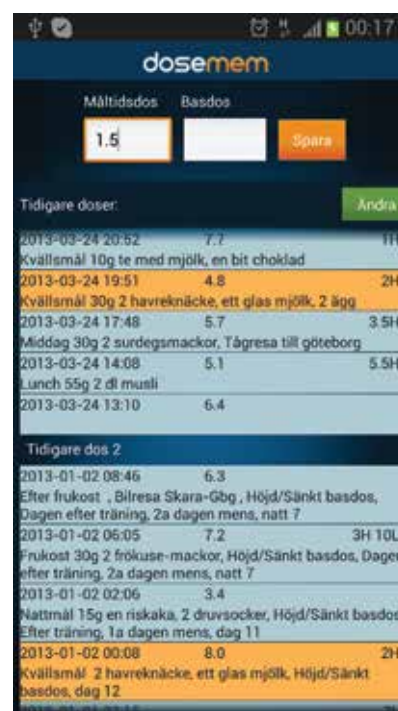 00:17
dosemem
Måltidsdos Basdos
1.5 Spara
Tidigare doser: Ändra
2013-03-24 20:52 7.7 1H
Kvällsmål 10g te med mjölk, en bit choklad
2013-03-24 19:51 4.8 2H
Kvällsmål 30g 2 havreknäcke, ett glas mjölk, 2 ägg
2013-03-24 17:48 5.7 3.5H
Middag 30g 2 surdegsmackor, Tågresa till göteborg
2013-03-24 14:08 5.1 5.5H
Lunch 55g 2 dl musli
2013-03-24 13:10 6.4
Tidigare dos 2
2013-01-02 08:46 6.3
Efter frukost , Bilresa Skara-Gbg , Höjd/Sänkt basdos,
Dagen efter träning, 2a dagen mens, natt 7
2013-01-02 06:05 7.2 3H 10L
Frukost 30g 2 frökuse-mackor, Höjd/Sänkt basdos, Dagen
efter träning, 2a dagen mens, natt 7
2013-01-02 02:06 3.4
Nattmål 15g en riskaka, 2 druvsocker, Höjd/Sänkt basdos
Efter träning, 1a dagen mens, dag 11
2013-01-02 00:08 8.0 2H
Kvällsmål 2 havreknäcke, ett glas mjölk, Höjd/Sänkt
basdos, dag 12